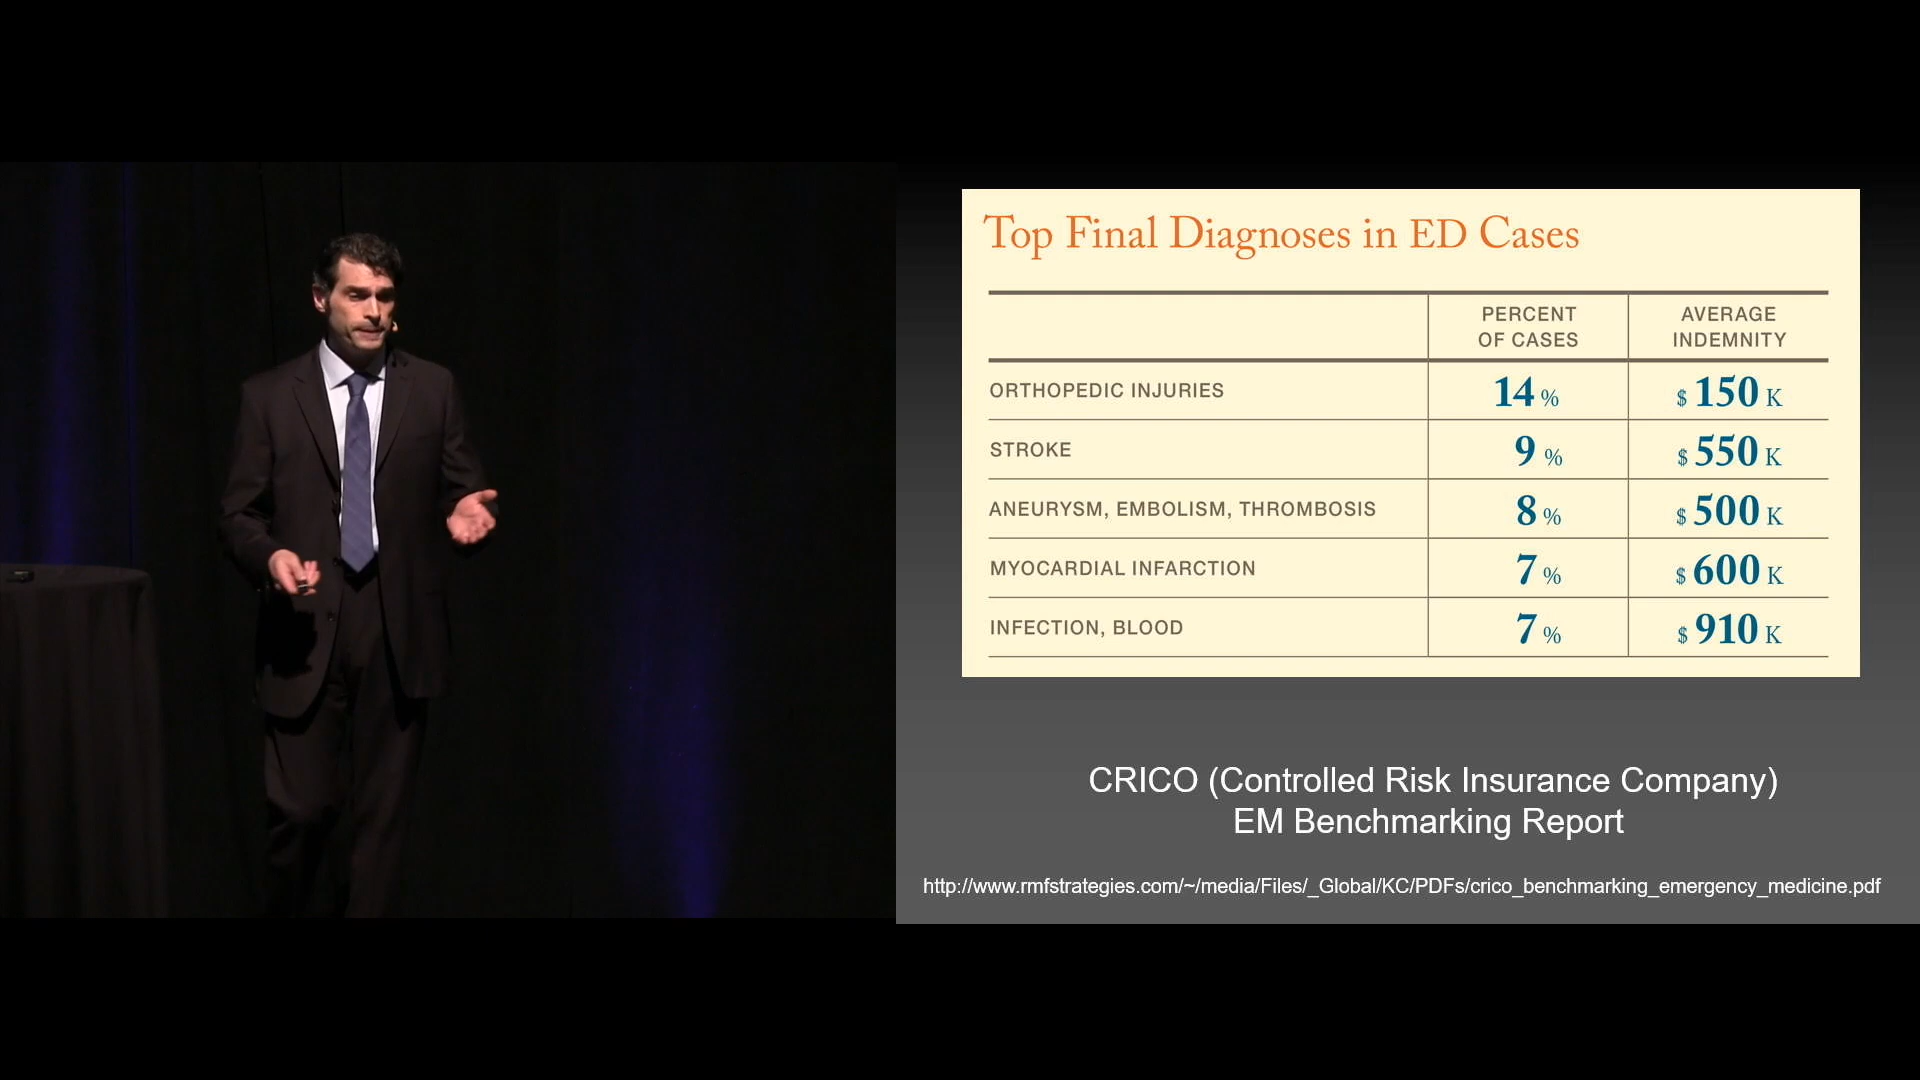 Top Final Diagnoses in ED Cases
PERCENT OF CASES AVERAGE INDEMNITY
ORTHOPEDIC INJURIES 14 % $ 150 K
STROKE 9 % $ 550 K
ANEURYSM, EMBOLISM, THROMBOSIS 8 % $ 500 K
MYOCARDIAL INFARCTION 7 % $ 600 K
INFECTION, BLOOD 7 % $ 910 K
CRICO (Controlled Risk Insurance Company)
EM Benchmarking Report
http://www.rmfstrategies.com/~/media/Files/_Global/KC/PDFs/crico_benchmarking_emergency_medicine.pdf